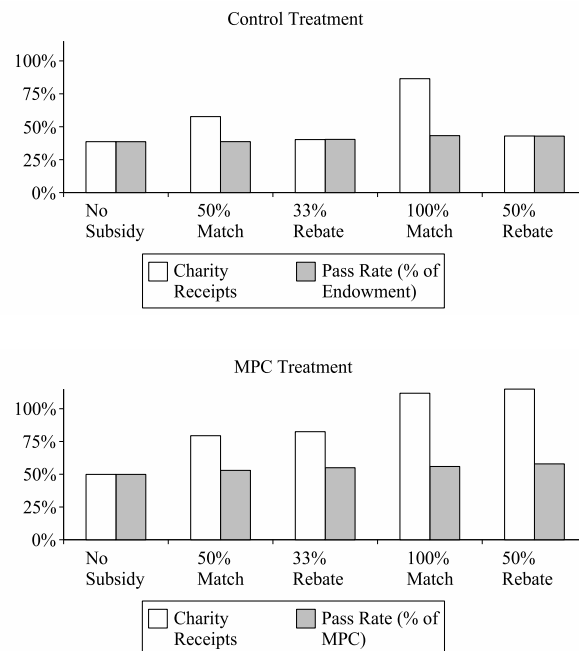 Control Treatment
100%
75%
50%
25%
0%
No
Subsidy
50%
Match
33%
Rebate
100%
Match
50%
Rebate
Charity
Receipts
Pass Rate (% of
Endowment)
MPC Treatment
100%
75%
50%
25%
0%
No
Subsidy
50%
Match
33%
Rebate
100%
Match
50%
Rebate
Charity
Receipts
Pass Rate (% of
MPC)